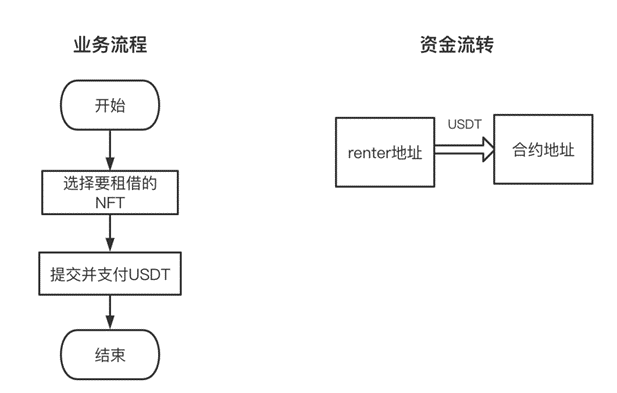 业务流程
开始
选择要租借的
NFT
提交并支付USDT
结束
资金流转
renter地址
USDT
合约地址